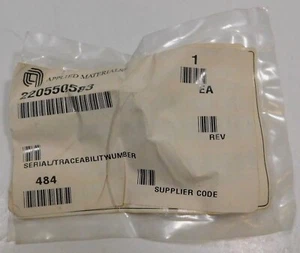 APPLIED MATERIALS
1
EA
REV
SERIAL/TRACEABILITY NUMBER
484
SUPPLIER CODE